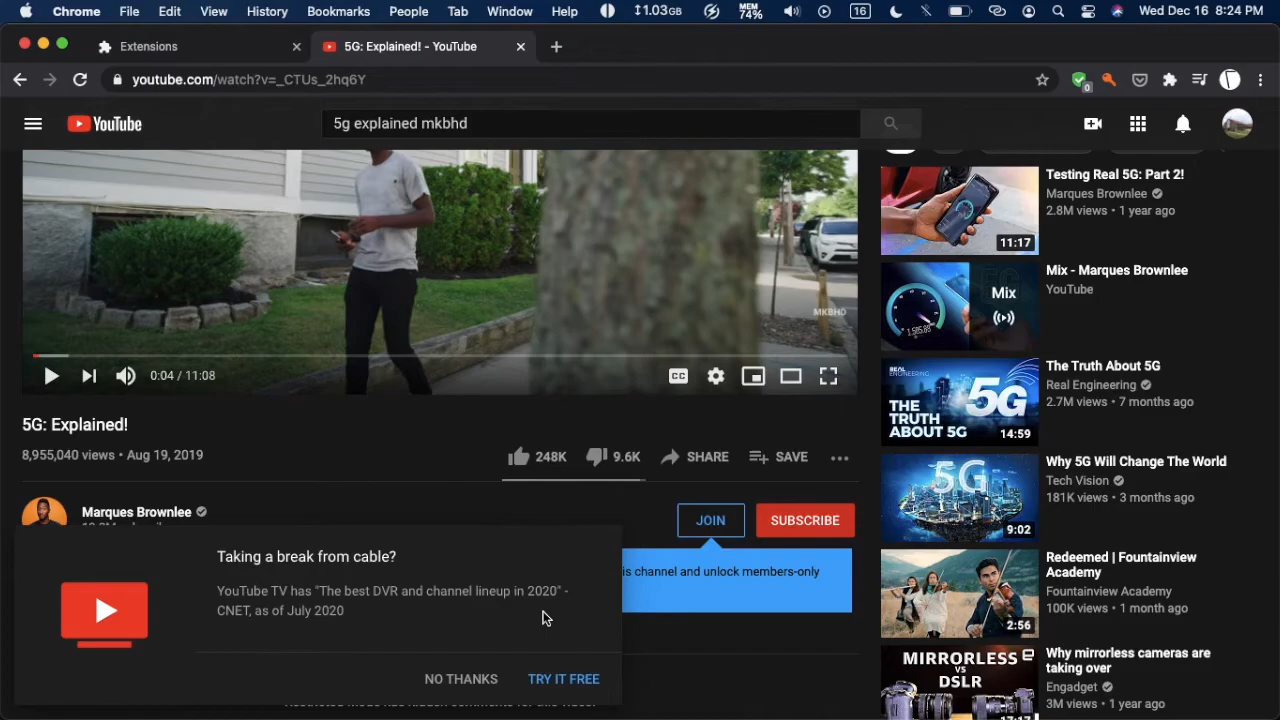 Chrome File Edit View History Bookmarks People Tab Window Help 1.03GB MEM 74% 16 Wed Dec 16 8:24 PM
Extensions
5G: Explained! - YouTube
youtube.com/watch?v=_CTUs_2hq6Y
0
YouTube
5g explained mkbhd
MKBHD
0:04 / 11:08
CC
5G: Explained!
8,955,040 views • Aug 19, 2019
248K 9.6K SHARE SAVE
Marques Brownlee
JOIN SUBSCRIBE
is channel and unlock members-only
Taking a break from cable?
YouTube TV has "The best DVR and channel lineup in 2020" -
CNET, as of July 2020
NO THANKS TRY IT FREE
Testing Real 5G: Part 2!
Marques Brownlee
2.8M views • 1 year ago
11:17
Mix - Marques Brownlee
YouTube
Mix
The Truth About 5G
Real Engineering
2.7M views • 7 months ago
REAL
ENGINEERING
5G
THE
TRUTH
ABOUT 5G
14:59
Why 5G Will Change The World
Tech Vision
181K views • 3 months ago
5G
9:02
Redeemed | Fountainview
Academy
Fountainview Academy
100K views • 1 month ago
2:56
Why mirrorless cameras are
taking over
Engadget
3M views • 1 year ago
MIRRORLESS
VS
DSLR